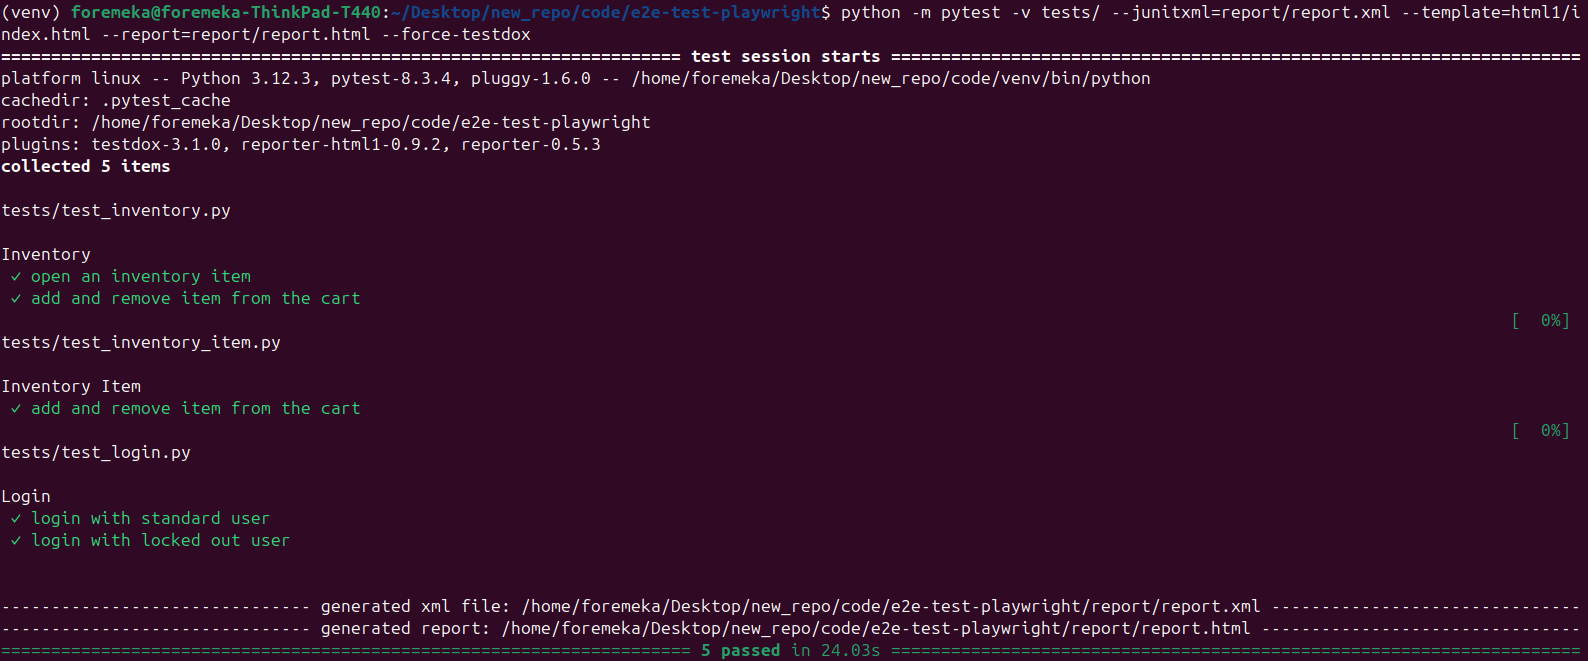 (venv) foremeka@foremeka-ThinkPad-T440:~/Desktop/new_repo/code/e2e-test-playwright$ python -m pytest -v tests/ --junitxml=report/report.xml --template=html1/i
ndex.html --report=report/report.html --force-testdox
==================================================================== test session starts =====================================================================
platform linux -- Python 3.12.3, pytest-8.3.4, pluggy-1.6.0 -- /home/foremeka/Desktop/new_repo/code/venv/bin/python
cachedir: .pytest_cache
rootdir: /home/foremeka/Desktop/new_repo/code/e2e-test-playwright
plugins: testdox-3.1.0, reporter-html1-0.9.2, reporter-0.5.3
collected 5 items
tests/test_inventory.py
Inventory
✓ open an inventory item
✓ add and remove item from the cart
[  0%]
tests/test_inventory_item.py
Inventory Item
✓ add and remove item from the cart
[  0%]
tests/test_login.py
Login
✓ login with standard user
✓ login with locked out user
------------------------------- generated xml file: /home/foremeka/Desktop/new_repo/code/e2e-test-playwright/report/report.xml -------------------------------
------------------------------- generated report: /home/foremeka/Desktop/new_repo/code/e2e-test-playwright/report/report.html --------------------------------
===================================================================== 5 passed in 24.03s =====================================================================